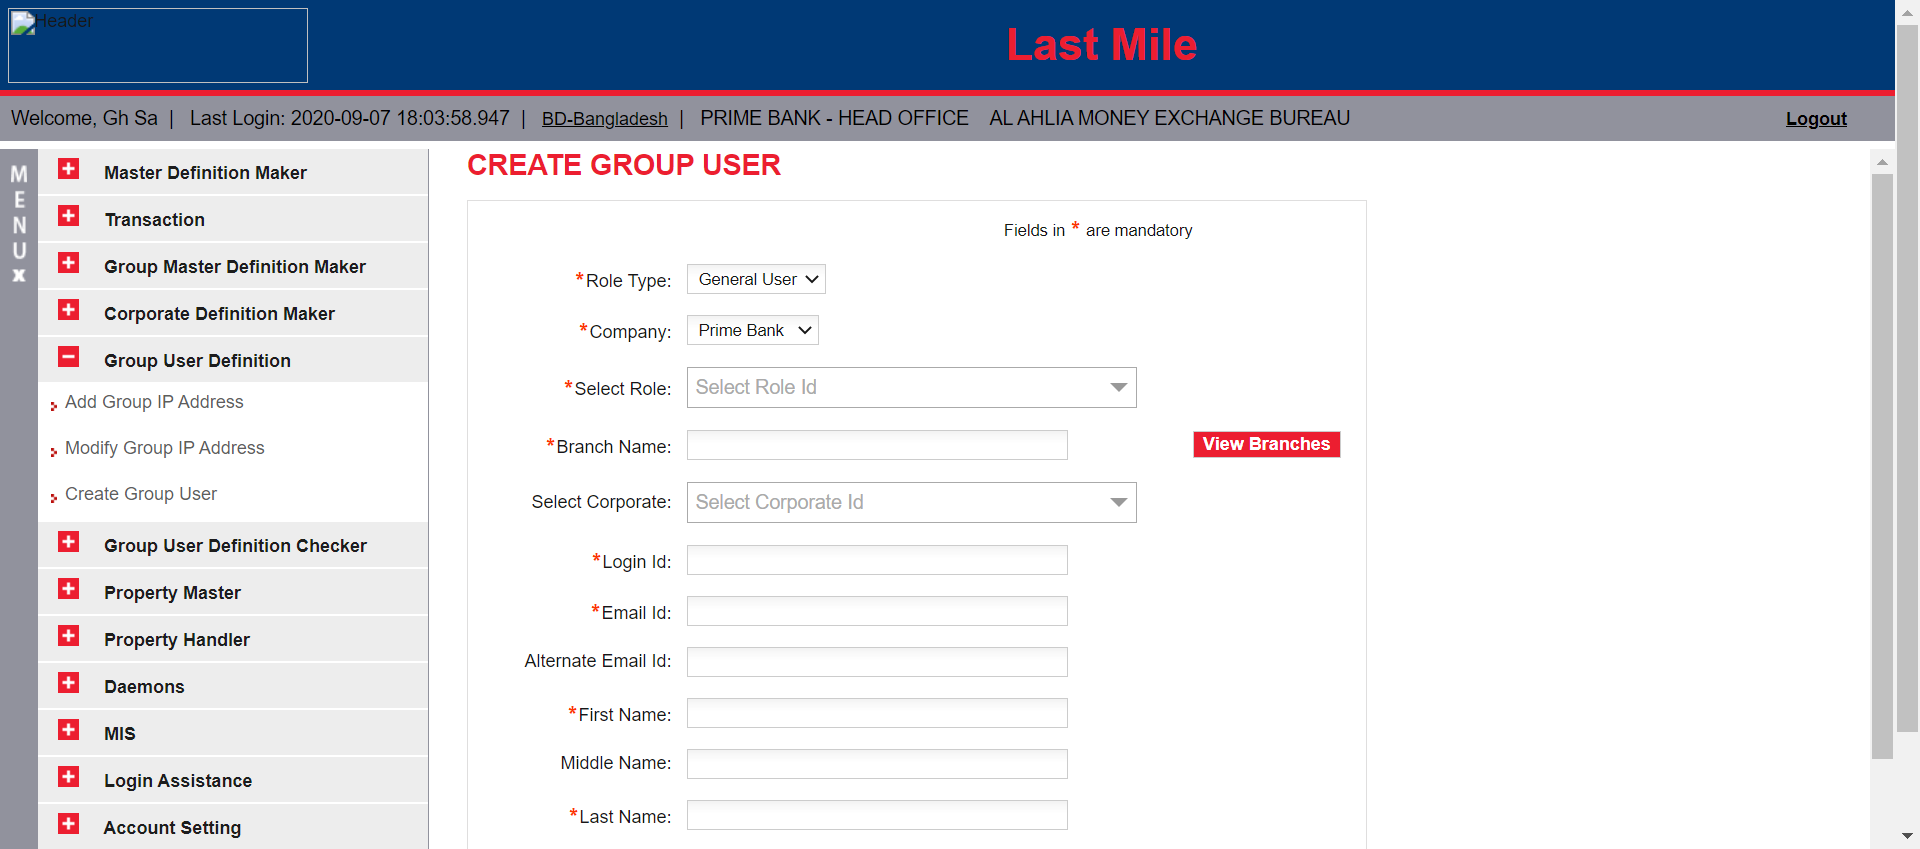 Header
Last Mile
Welcome, Gh Sa | Last Login: 2020-09-07 18:03:58.947 | BD-Bangladesh | PRIME BANK - HEAD OFFICE AL AHLIA MONEY EXCHANGE BUREAU Logout
MENU x
Master Definition Maker
Transaction
Group Master Definition Maker
Corporate Definition Maker
Group User Definition
Add Group IP Address
Modify Group IP Address
Create Group User
Group User Definition Checker
Property Master
Property Handler
Daemons
MIS
Login Assistance
Account Setting
CREATE GROUP USER
Fields in * are mandatory
*Role Type: General User
*Company: Prime Bank
*Select Role: Select Role Id
*Branch Name: View Branches
Select Corporate: Select Corporate Id
*Login Id:
*Email Id:
Alternate Email Id:
*First Name:
Middle Name:
*Last Name: